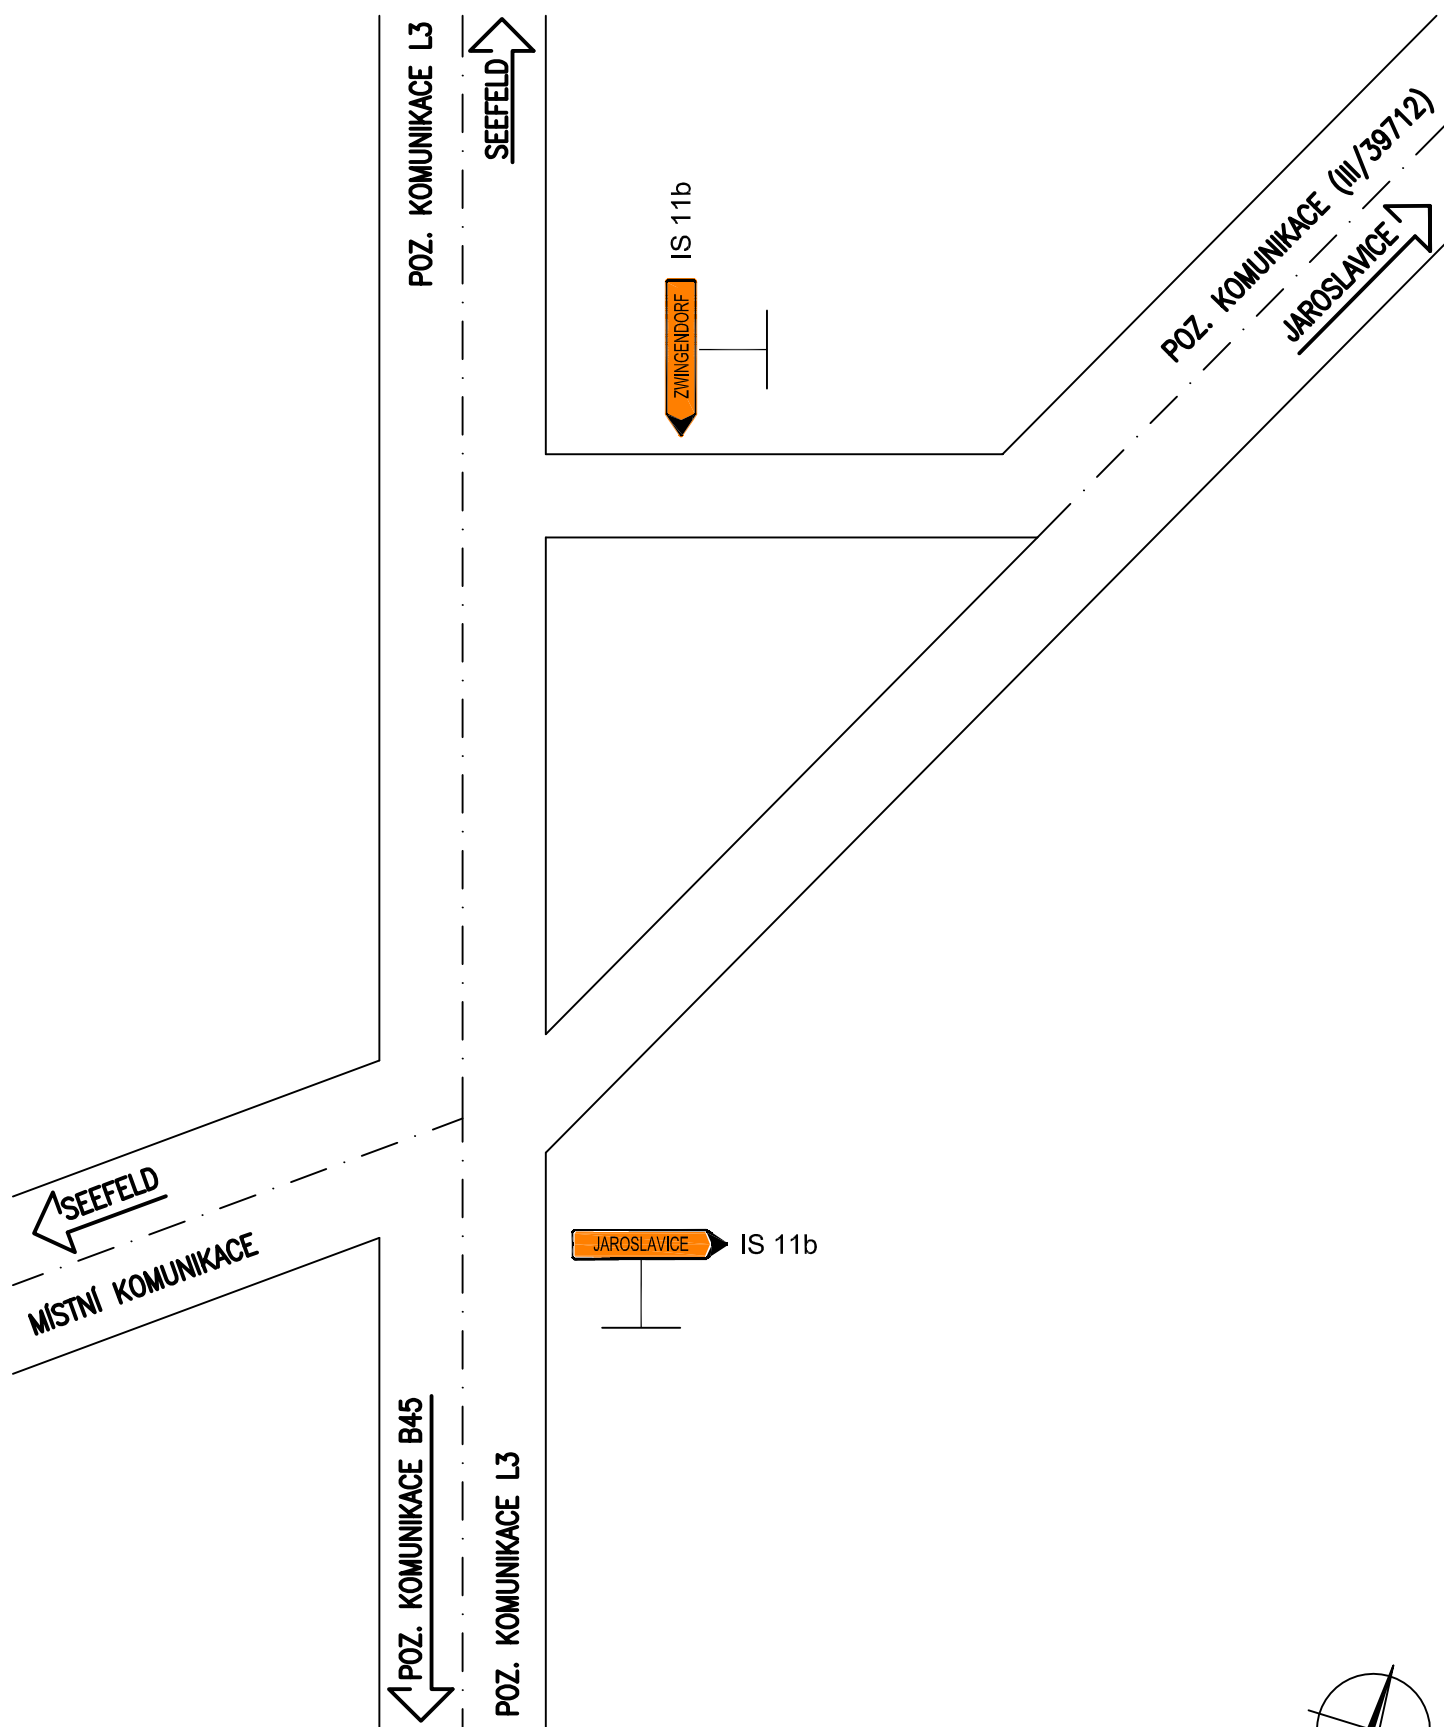 POZ. KOMUNIKACE L3
SEEFELD
IS 11b
ZWINGENDORF
POZ. KOMUNIKACE (III/39712)
JAROSLAVICE
SEEFELD
MÍSTNÍ KOMUNIKACE
JAROSLAVICE
IS 11b
POZ. KOMUNIKACE B45
POZ. KOMUNIKACE L3